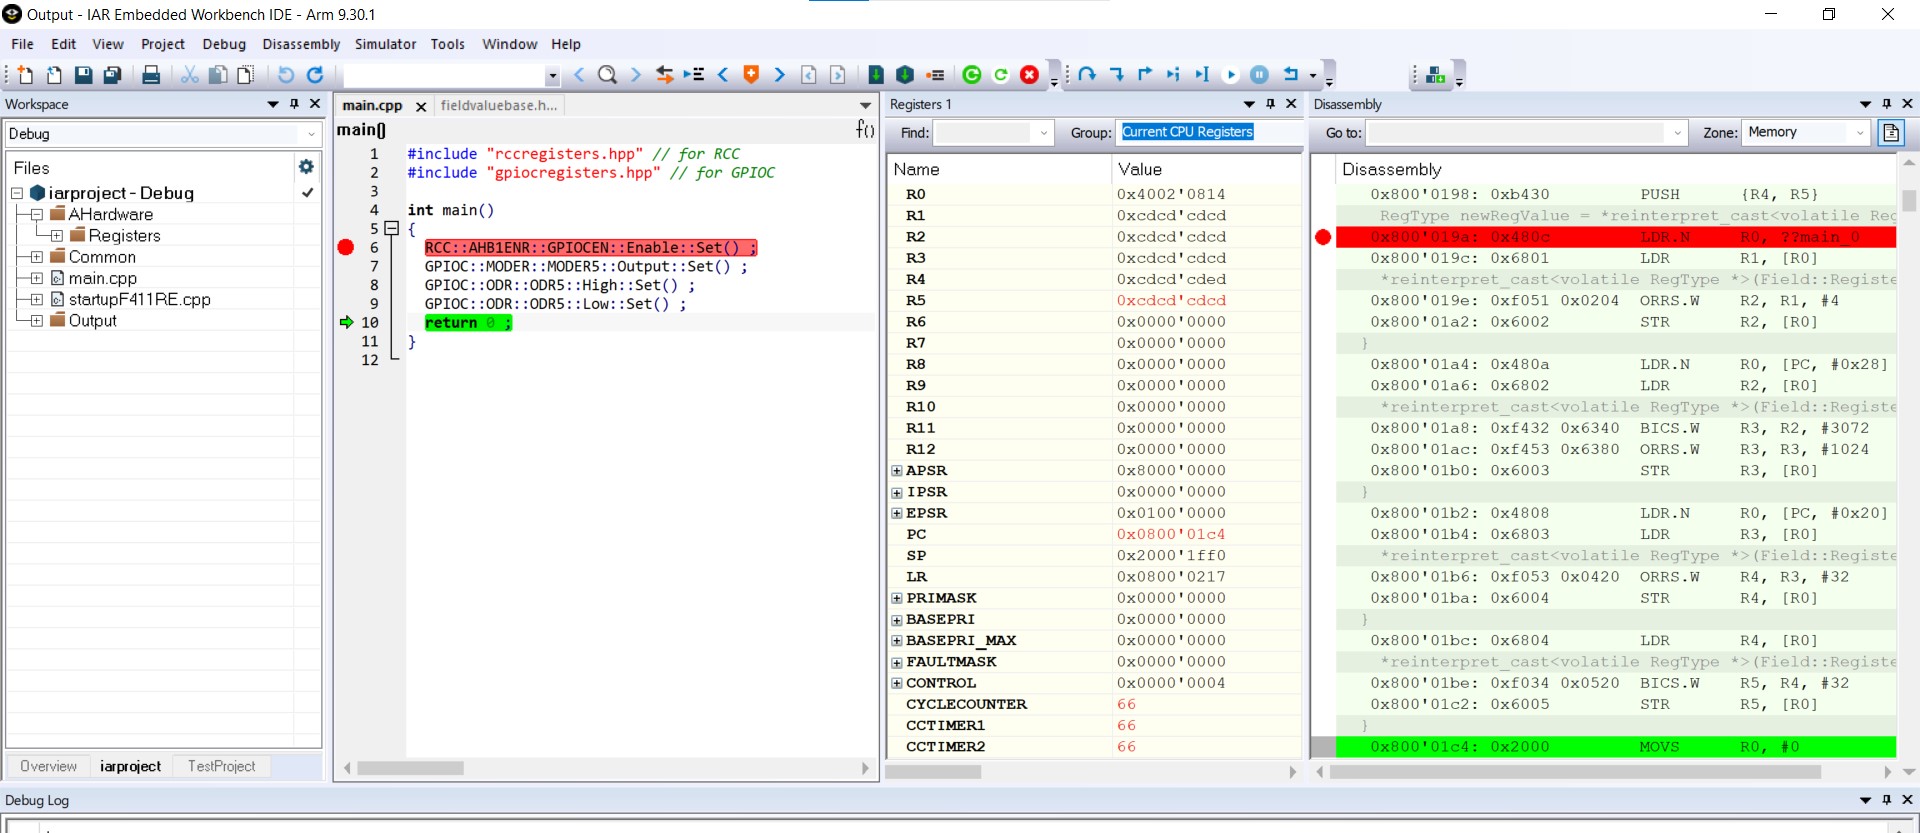 Output - IAR Embedded Workbench IDE - Arm 9.30.1
File Edit View Project Debug Disassembly Simulator Tools Window Help
Workspace
Debug
Files
iarproject - Debug
AHardware
Registers
Common
main.cpp
startupF411RE.cpp
Output
Overview iarproject TestProject
main.cpp fieldvaluebase.h...
main() f()
1 #include "rccregisters.hpp" // for RCC
2 #include "gpiocregisters.hpp" // for GPIOC
3
4 int main()
5 {
6 RCC::AHB1ENR::GPIOCEN::Enable::Set() ;
7 GPIOC::MODER::MODER5::Output::Set() ;
8 GPIOC::ODR::ODR5::High::Set() ;
9 GPIOC::ODR::ODR5::Low::Set() ;
10 return 0 ;
11 }
12
Registers 1
Find: Group: Current CPU Registers
Name Value
R0 0x4002'0814
R1 0xcdcd'cdcd
R2 0xcdcd'cdcd
R3 0xcdcd'cdcd
R4 0xcdcd'cded
R5 0xcdcd'cdcd
R6 0x0000'0000
R7 0x0000'0000
R8 0x0000'0000
R9 0x0000'0000
R10 0x0000'0000
R11 0x0000'0000
R12 0x0000'0000
APSR 0x8000'0000
IPSR 0x0000'0000
EPSR 0x0100'0000
PC 0x0800'01c4
SP 0x2000'1ff0
LR 0x0800'0217
PRIMASK 0x0000'0000
BASEPRI 0x0000'0000
BASEPRI_MAX 0x0000'0000
FAULTMASK 0x0000'0000
CONTROL 0x0000'0004
CYCLECOUNTER 66
CCTIMER1 66
CCTIMER2 66
Disassembly
Go to: Zone: Memory
Disassembly
0x800'0198: 0xb430 PUSH {R4, R5}
RegType newRegValue = *reinterpret_cast<volatile Reg
0x800'019a: 0x480c LDR.N R0, ??main_0
0x800'019c: 0x6801 LDR R1, [R0]
*reinterpret_cast<volatile RegType *>(Field::Registe
0x800'019e: 0xf051 0x0204 ORRS.W R2, R1, #4
0x800'01a2: 0x6002 STR R2, [R0]
}
0x800'01a4: 0x480a LDR.N R0, [PC, #0x28]
0x800'01a6: 0x6802 LDR R2, [R0]
*reinterpret_cast<volatile RegType *>(Field::Registe
0x800'01a8: 0xf432 0x6340 BICS.W R3, R2, #3072
0x800'01ac: 0xf453 0x6380 ORRS.W R3, R3, #1024
0x800'01b0: 0x6003 STR R3, [R0]
}
0x800'01b2: 0x4808 LDR.N R0, [PC, #0x20]
0x800'01b4: 0x6803 LDR R3, [R0]
*reinterpret_cast<volatile RegType *>(Field::Registe
0x800'01b6: 0xf053 0x0420 ORRS.W R4, R3, #32
0x800'01ba: 0x6004 STR R4, [R0]
}
0x800'01bc: 0x6804 LDR R4, [R0]
*reinterpret_cast<volatile RegType *>(Field::Registe
0x800'01be: 0xf034 0x0520 BICS.W R5, R4, #32
0x800'01c2: 0x6005 STR R5, [R0]
}
0x800'01c4: 0x2000 MOVS R0, #0
Debug Log